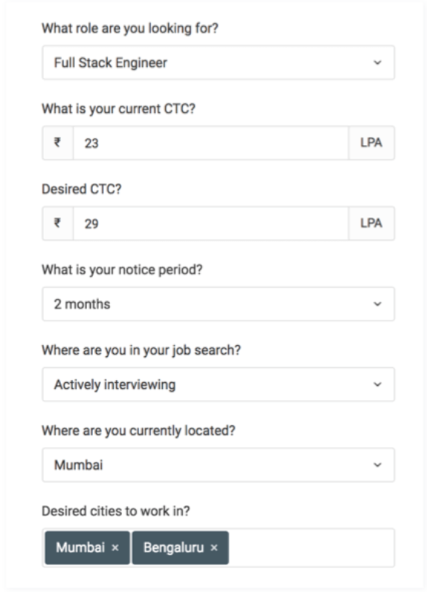 What role are you looking for?
Full Stack Engineer
What is your current CTC?
₹ 23 LPA
Desired CTC?
₹ 29 LPA
What is your notice period?
2 months
Where are you in your job search?
Actively interviewing
Where are you currently located?
Mumbai
Desired cities to work in?
Mumbai × Bengaluru ×